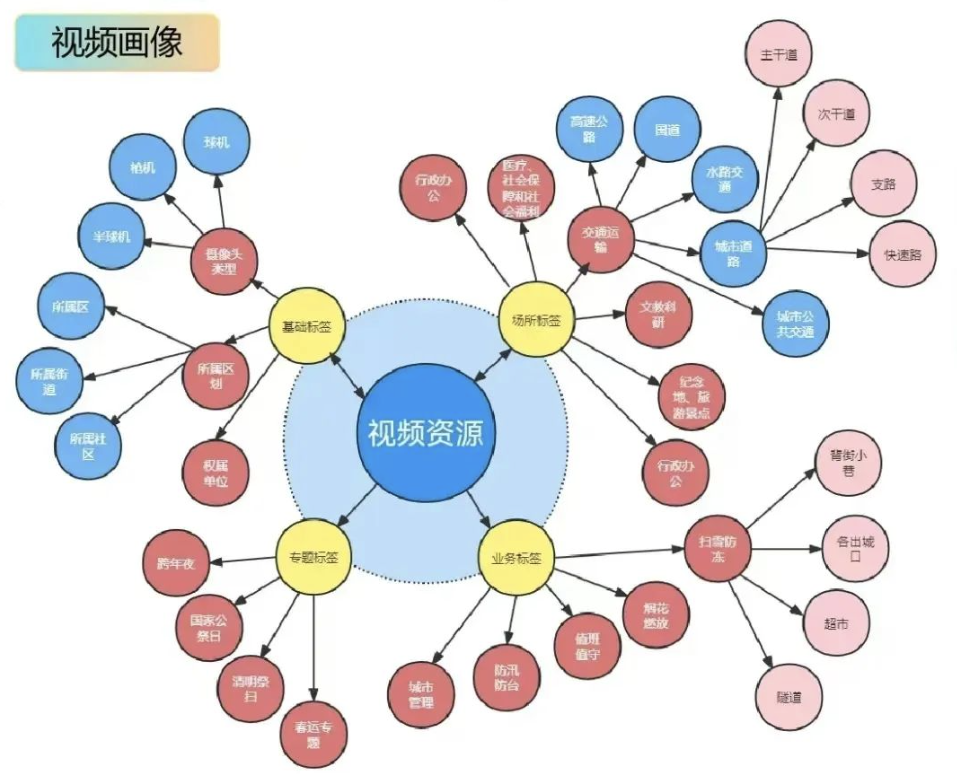 视频画像
球机
枪机
半球机
摄像头
类型
所属区
所属街
道
所属社
区
所属区
划
权属
单位
基础标签
行政办
公
医疗、
社会保
障和社
会福利
高速公
路
国道
水路交
通
交通运
输
城市道
路
城市公
共交通
主干道
次干道
支路
快速路
场所标签
文教科
研
纪念
地、旅
游景点
行政办
公
视频资源
专题标签
跨年夜
国家公
祭日
清明祭
扫
春运专
题
业务标签
城市
管理
防汛
防台
值班
值守
烟花
燃放
扫雪防
冻
背街小
巷
各出城
口
超市
隧道